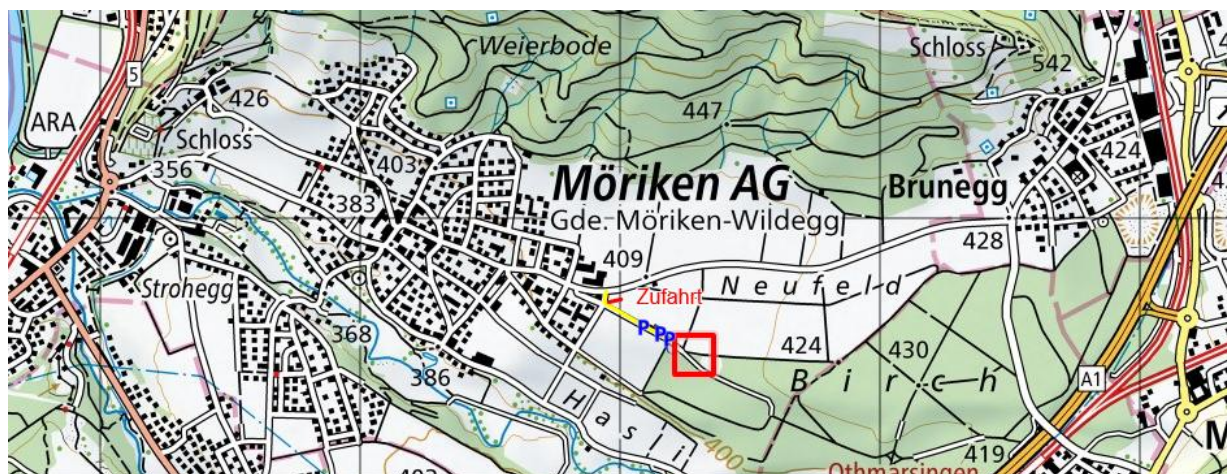 Weierbode
Schloss
542
5
426
447
ARA
Schloss
403
424
356
Möriken AG
Brunegg
383
Gde. Möriken-Wildegg
428
409
Strohegg
Neufeld
Zufahrt
368
P P P
424
430
386
Birch
A1
Hasli
400
419
M
Othmarsingen